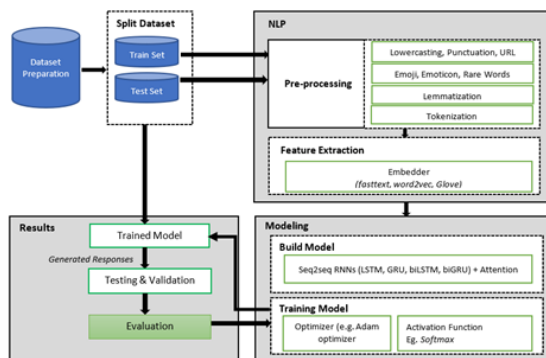 Split Dataset
Dataset
Preparation
Train Set
Test Set
NLP
Pre-processing
Lowercasting, Punctuation, URL
Emoji, Emoticon, Rare Words
Lemmatization
Tokenization
Feature Extraction
Embedder
(fasttext, word2vec, Glove)
Results
Trained Model
Generated Responses
Testing & Validation
Evaluation
Modeling
Build Model
Seq2seq RNNs (LSTM, GRU, biLSTM, biGRU) + Attention
Training Model
Optimizer (e.g. Adam
optimizer
Activation Function
Eg. Softmax